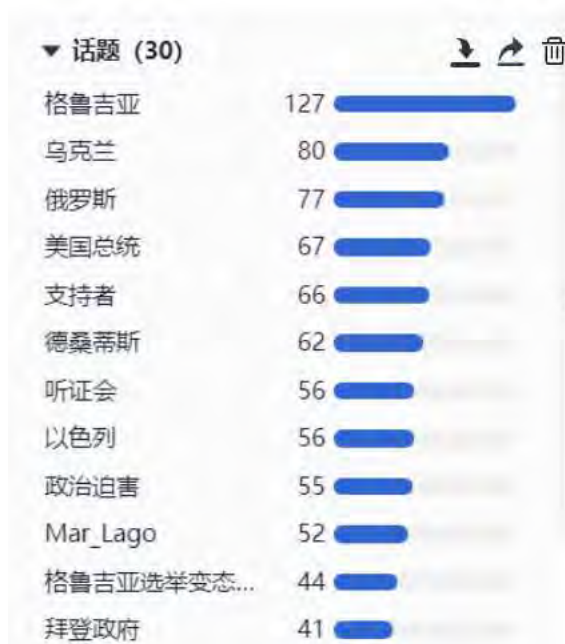 ▼ 话题（30）
格鲁吉亚 127
乌克兰 80
俄罗斯 77
美国总统 67
支持者 66
德桑蒂斯 62
听证会 56
以色列 56
政治迫害 55
Mar_Lago 52
格鲁吉亚选举变态... 44
拜登政府 41